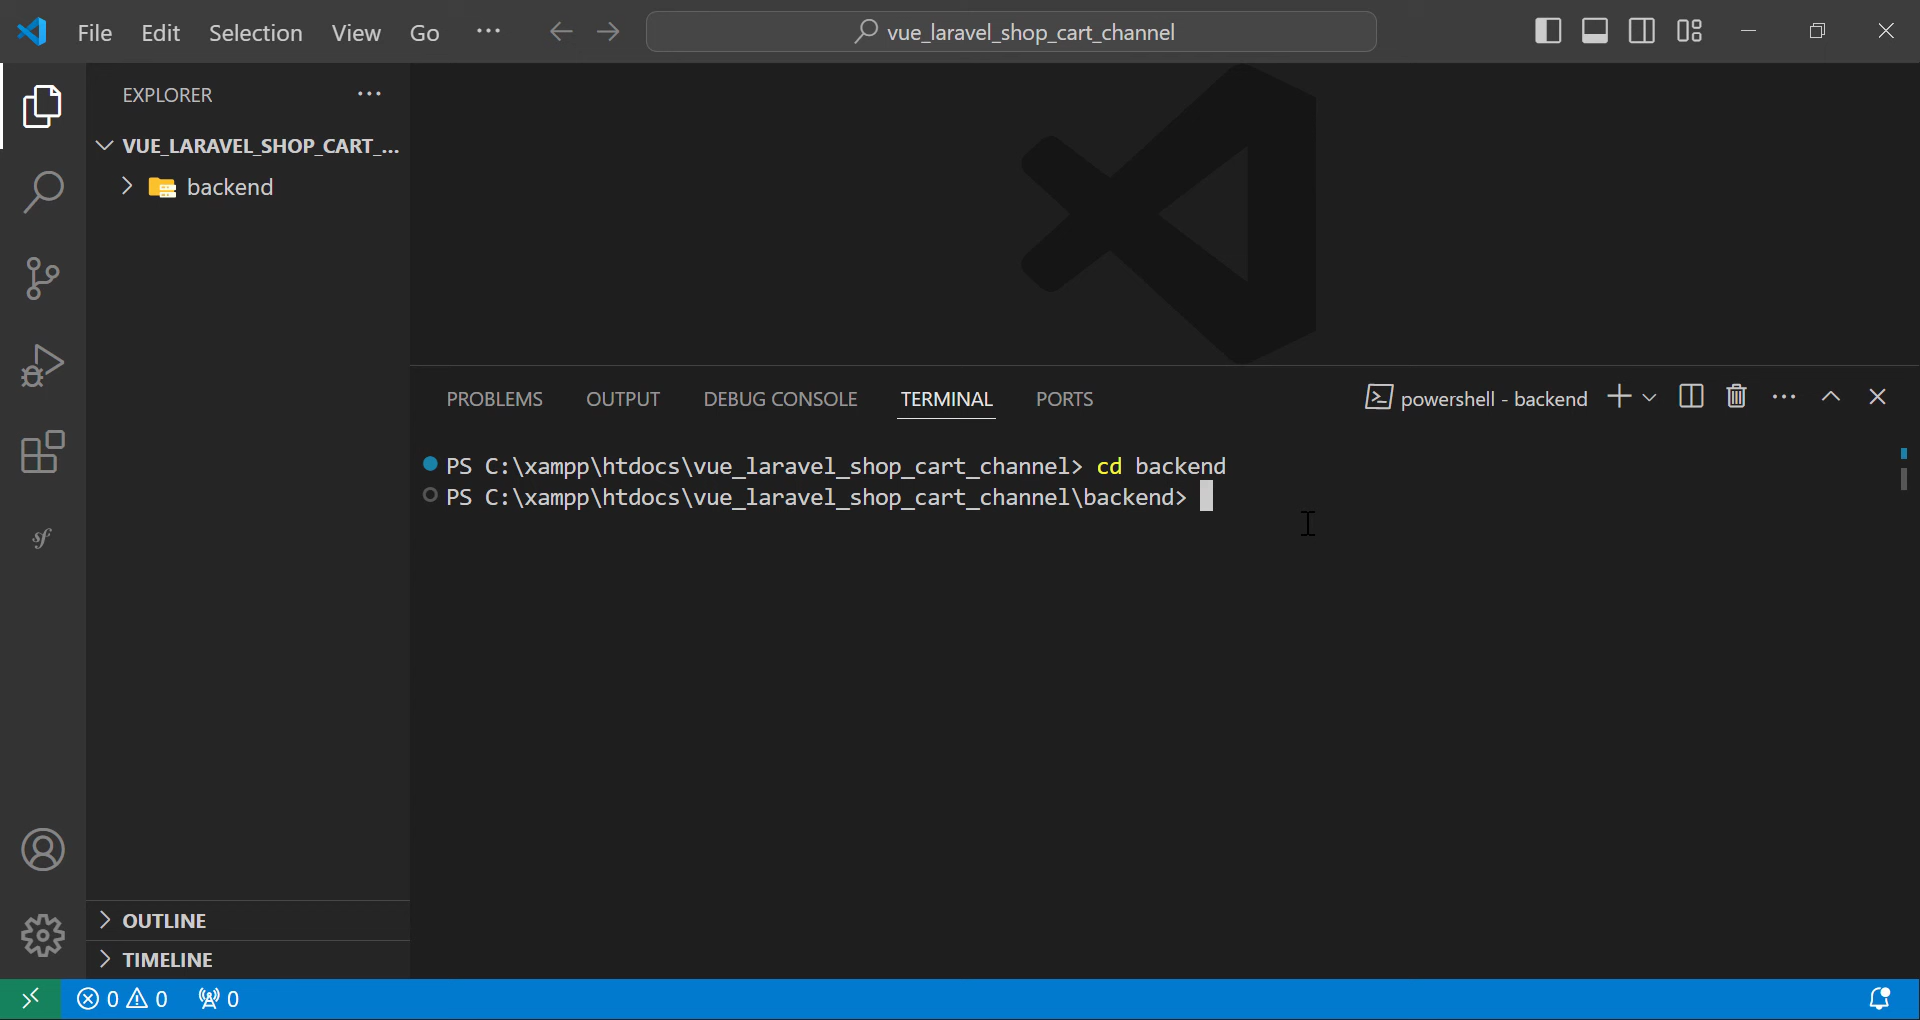 File Edit Selection View Go ··· vue_laravel_shop_cart_channel
EXPLORER ···
VUE_LARAVEL_SHOP_CART_...
backend
PROBLEMS OUTPUT DEBUG CONSOLE TERMINAL PORTS powershell - backend ···
PS C:\xampp\htdocs\vue_laravel_shop_cart_channel> cd backend
PS C:\xampp\htdocs\vue_laravel_shop_cart_channel\backend>
sf
OUTLINE
TIMELINE
0 0 0